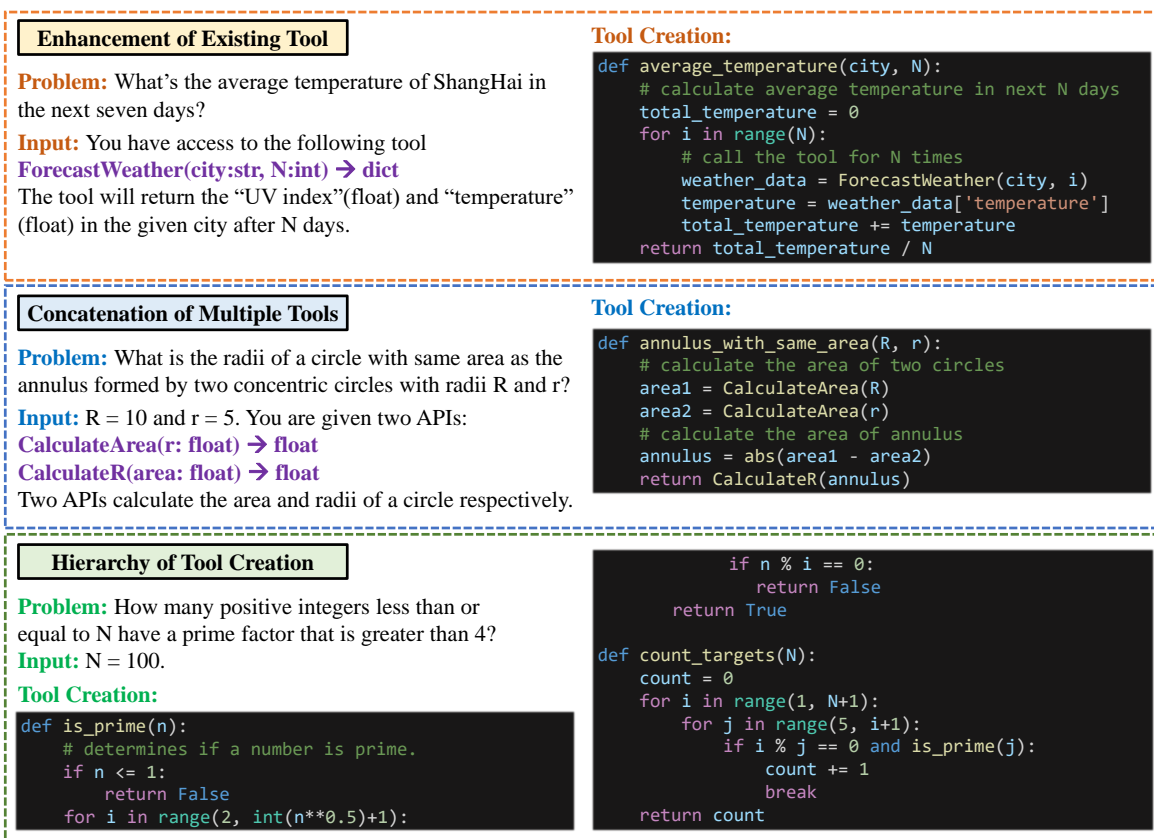 Enhancement of Existing Tool
Problem: What’s the average temperature of ShangHai in
the next seven days?
Input: You have access to the following tool
ForecastWeather(city:str, N:int) → dict
The tool will return the “UV index”(float) and “temperature”
(float) in the given city after N days.
Tool Creation:
def average_temperature(city, N):
    # calculate average temperature in next N days
    total_temperature = 0
    for i in range(N):
        # call the tool for N times
        weather_data = ForecastWeather(city, i)
        temperature = weather_data['temperature']
        total_temperature += temperature
    return total_temperature / N
Concatenation of Multiple Tools
Problem: What is the radii of a circle with same area as the
annulus formed by two concentric circles with radii R and r?
Input: R = 10 and r = 5. You are given two APIs:
CalculateArea(r: float) → float
CalculateR(area: float) → float
Two APIs calculate the area and radii of a circle respectively.
Tool Creation:
def annulus_with_same_area(R, r):
    # calculate the area of two circles
    area1 = CalculateArea(R)
    area2 = CalculateArea(r)
    # calculate the area of annulus
    annulus = abs(area1 - area2)
    return CalculateR(annulus)
Hierarchy of Tool Creation
Problem: How many positive integers less than or
equal to N have a prime factor that is greater than 4?
Input: N = 100.
Tool Creation:
def is_prime(n):
    # determines if a number is prime.
    if n <= 1:
        return False
    for i in range(2, int(n**0.5)+1):
            if n % i == 0:
                return False
        return True
def count_targets(N):
    count = 0
    for i in range(1, N+1):
        for j in range(5, i+1):
            if i % j == 0 and is_prime(j):
                count += 1
                break
    return count